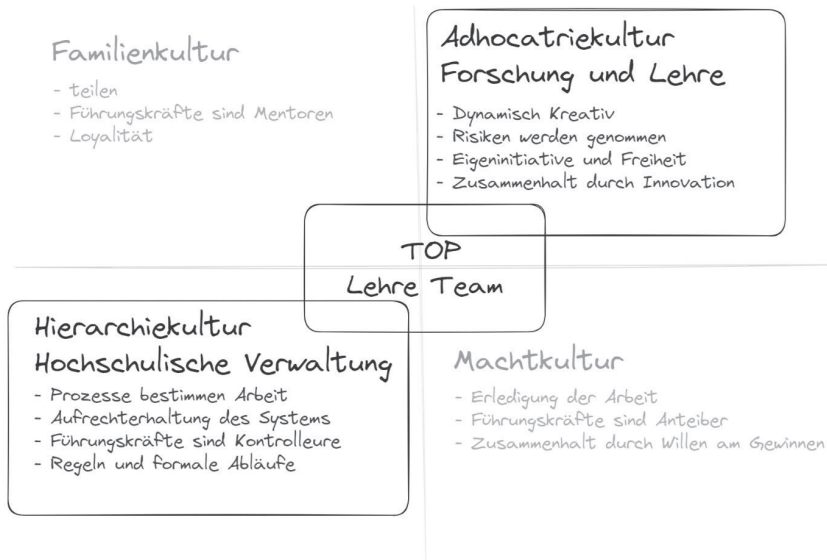 Familienkultur
- teilen
- Führungskräfte sind Mentoren
- Loyalität
Adhocatriekultur
Forschung und Lehre
- Dynamisch Kreativ
- Risiken werden genommen
- Eigeninitiative und Freiheit
- Zusammenhalt durch Innovation
TOP
Lehre Team
Hierarchiekultur
Hochschulische Verwaltung
- Prozesse bestimmen Arbeit
- Aufrechterhaltung des Systems
- Führungskräfte sind Kontrolleure
- Regeln und formale Abläufe
Machtkultur
- Erledigung der Arbeit
- Führungskräfte sind Anteiber
- Zusammenhalt durch Willen am Gewinnen